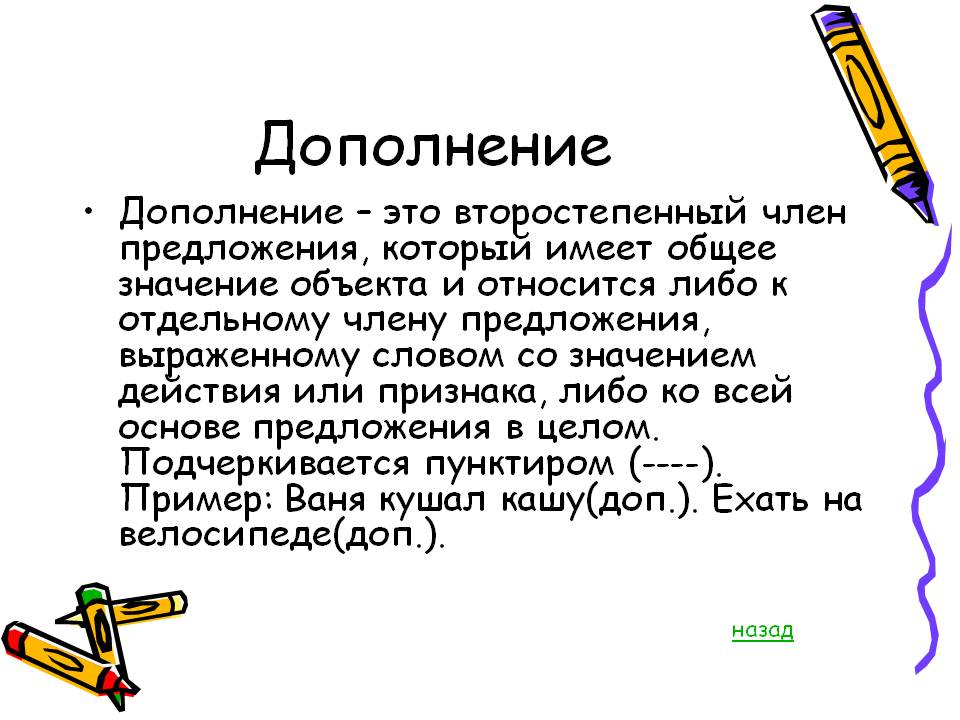 Дополнение
• Дополнение – это второстепенный член
предложения, который имеет общее
значение объекта и относится либо к
отдельному члену предложения,
выраженному словом со значением
действия или признака, либо ко всей
основе предложения в целом.
Подчеркивается пунктиром (----).
Пример: Ваня кушал кашу(доп.). Ехать на
велосипеде(доп.).
назад